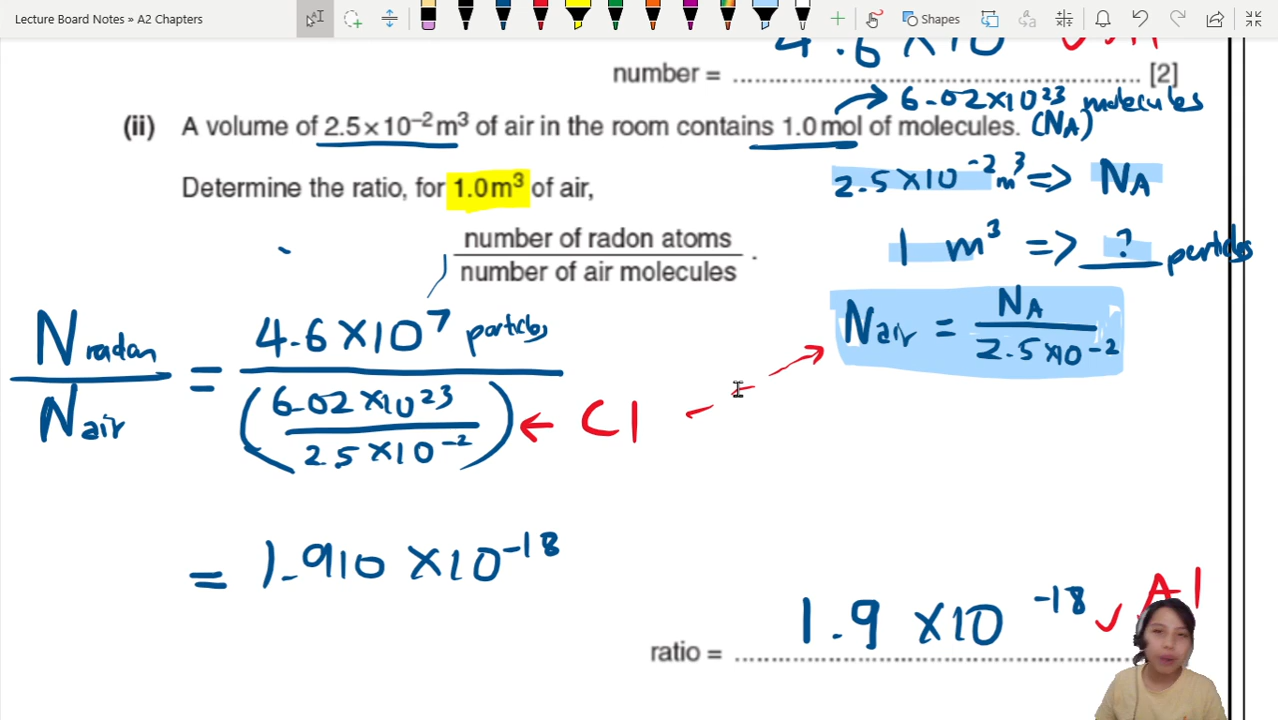 Lecture Board Notes » A2 Chapters
Shapes
4.6 × 10
number = .......................................................... [2]
→ 6.02×10²³ molecules
(ii) A volume of 2.5 × 10⁻² m³ of air in the room contains 1.0 mol of molecules. (NA)
2.5×10⁻² m³ => NA
Determine the ratio, for 1.0 m³ of air,
1 m³ => ? particles
number of radon atoms
number of air molecules .
Nair = NA / 2.5×10⁻²
Nradon / Nair = 4.6×10⁷ particles / (6.02×10²³ / 2.5×10⁻²) ← C1
= 1.910 ×10⁻¹⁸
1.9 ×10⁻¹⁸ ✓ A1
ratio = ..........................................................